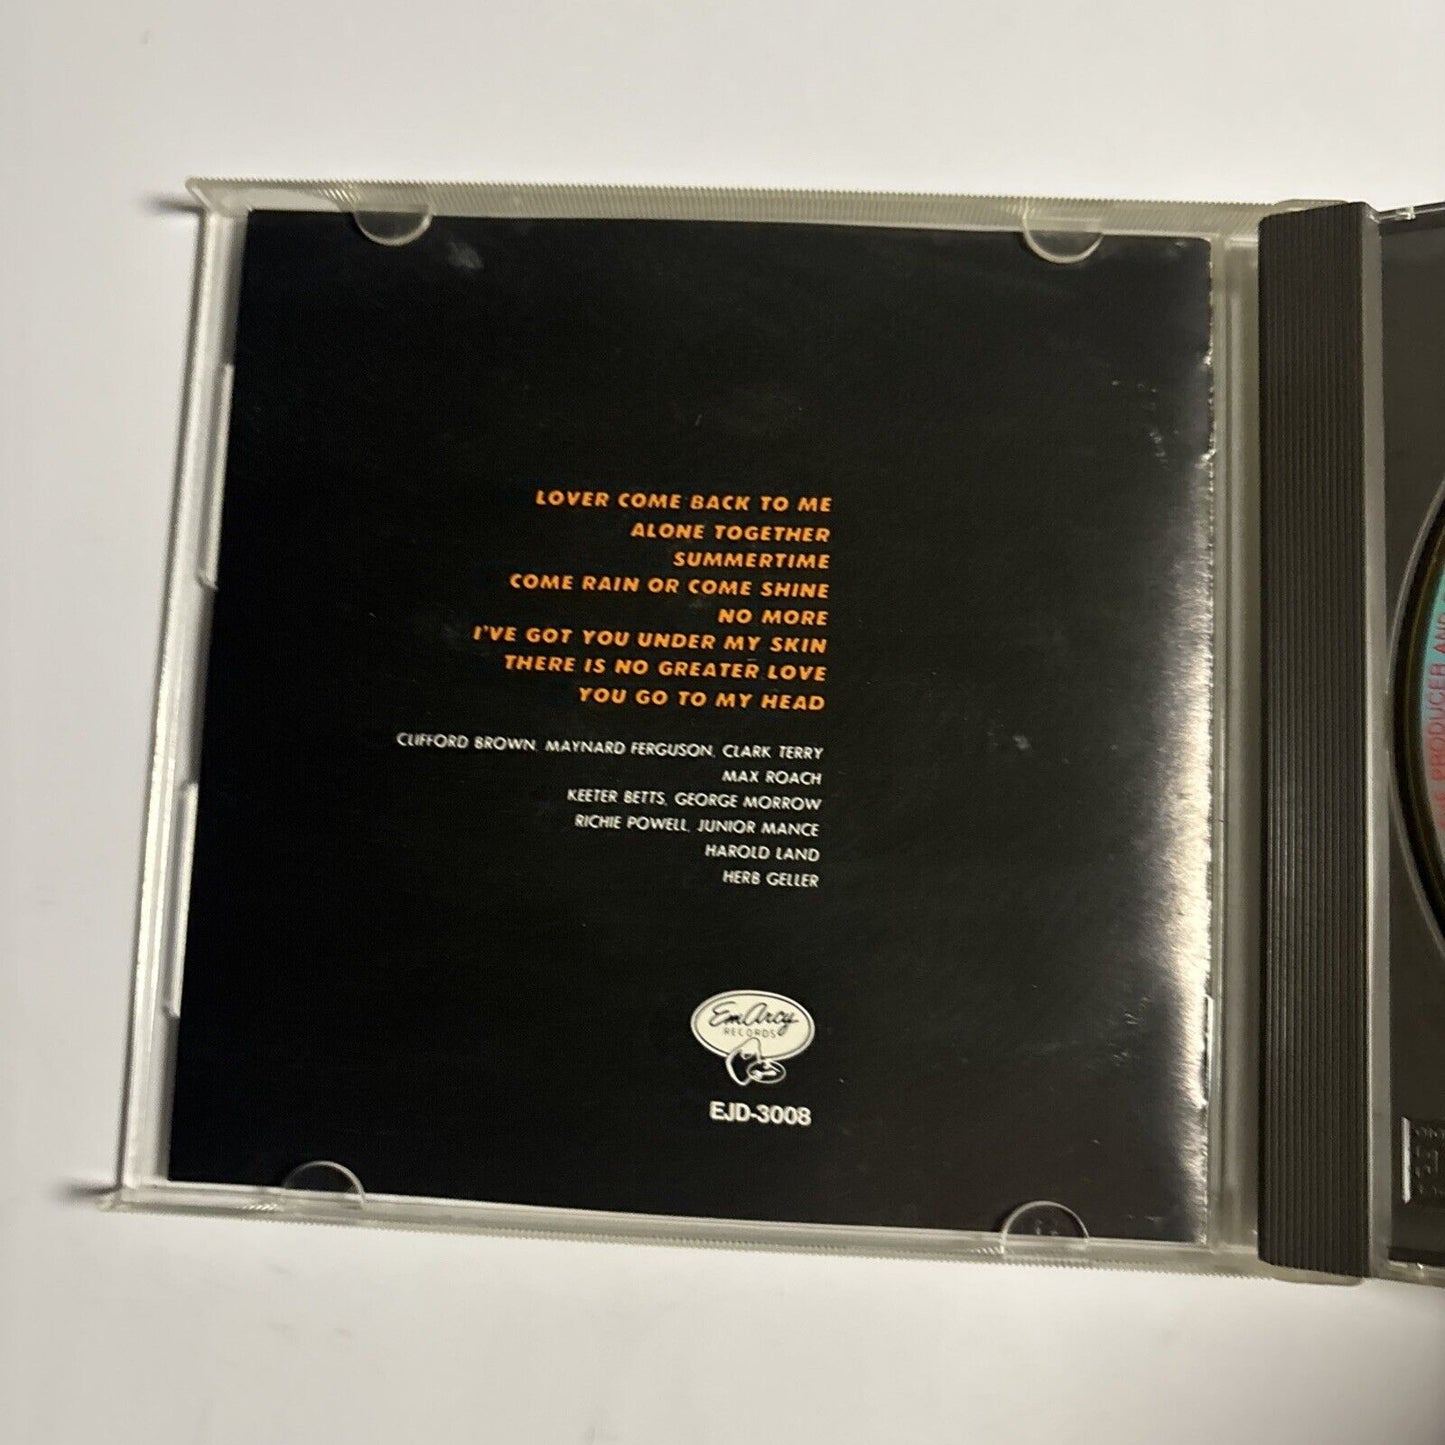 LOVER COME BACK TO ME
ALONE TOGETHER
SUMMERTIME
COME RAIN OR COME SHINE
NO MORE
I'VE GOT YOU UNDER MY SKIN
THERE IS NO GREATER LOVE
YOU GO TO MY HEAD
CLIFFORD BROWN, MAYNARD FERGUSON, CLARK TERRY
MAX ROACH
KEETER BETTS, GEORGE MORROW
RICHIE POWELL, JUNIOR MANCE
HAROLD LAND
HERB GELLER
EmArcy
RECORDS
EJD-3008
PRODUCER AND